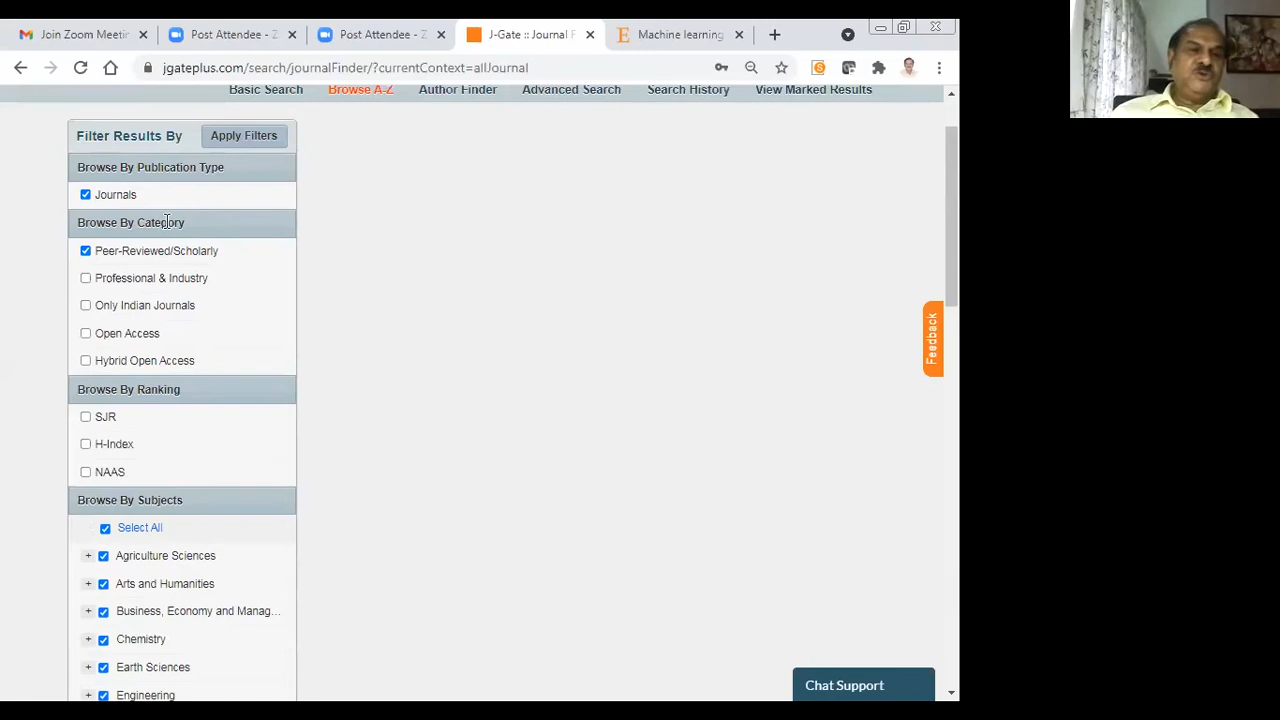 Join Zoom Meetin
Post Attendee - Z
Post Attendee - Z
J-Gate :: Journal F
Machine learning
jgateplus.com/search/journalFinder/?currentContext=allJournal
Basic Search
Browse A-Z
Author Finder
Advanced Search
Search History
View Marked Results
Filter Results By
Apply Filters
Browse By Publication Type
Journals
Browse By Category
Peer-Reviewed/Scholarly
Professional & Industry
Only Indian Journals
Open Access
Hybrid Open Access
Browse By Ranking
SJR
H-Index
NAAS
Browse By Subjects
Select All
Agriculture Sciences
Arts and Humanities
Business, Economy and Manag...
Chemistry
Earth Sciences
Engineering
Feedback
Chat Support